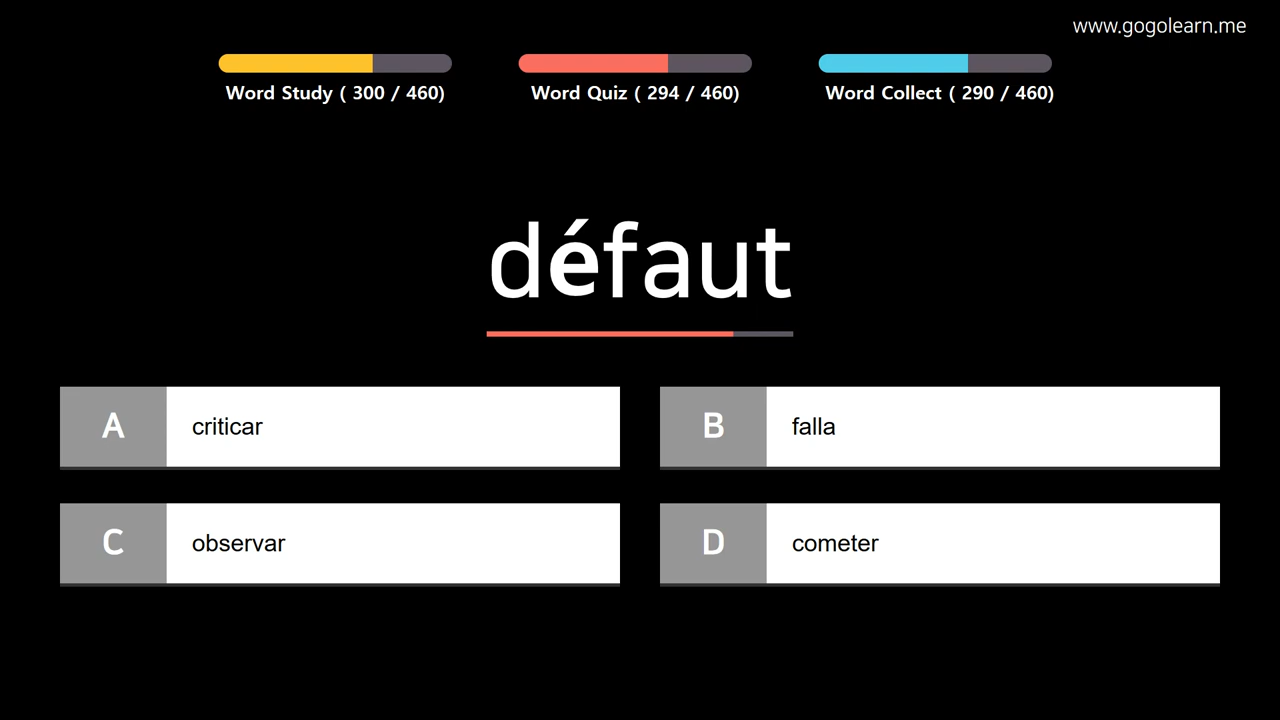 www.gogolearn.me
Word Study ( 300 / 460)
Word Quiz ( 294 / 460)
Word Collect ( 290 / 460)
défaut
A criticar
B falla
C observar
D cometer